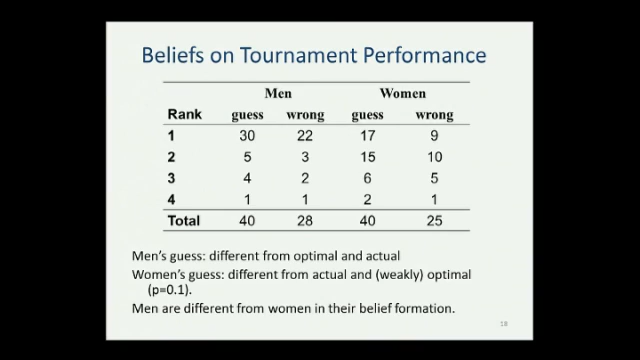 Beliefs on Tournament Performance
Men Women
Rank guess wrong guess wrong
1 30 22 17 9
2 5 3 15 10
3 4 2 6 5
4 1 1 2 1
Total 40 28 40 25
Men's guess: different from optimal and actual
Women's guess: different from actual and (weakly) optimal
(p=0.1).
Men are different from women in their belief formation.
18